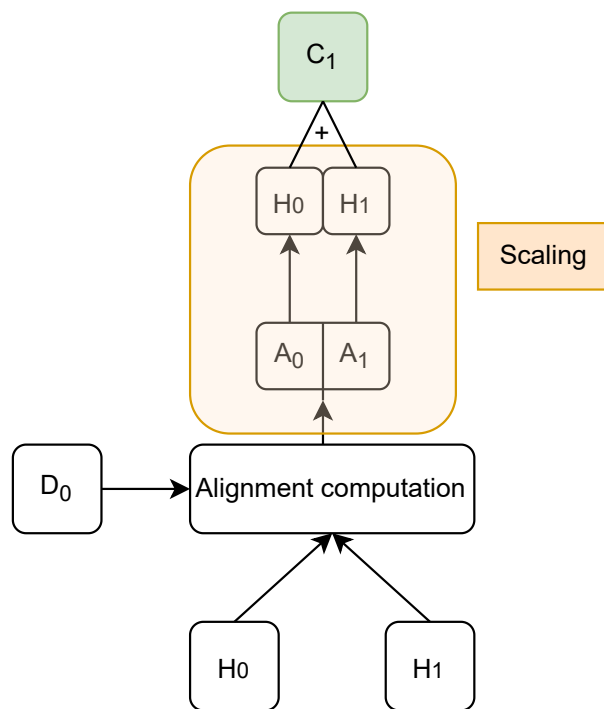 C₁
+
H0 H1
Scaling
A₀ A₁
D₀
Alignment computation
H0 H1